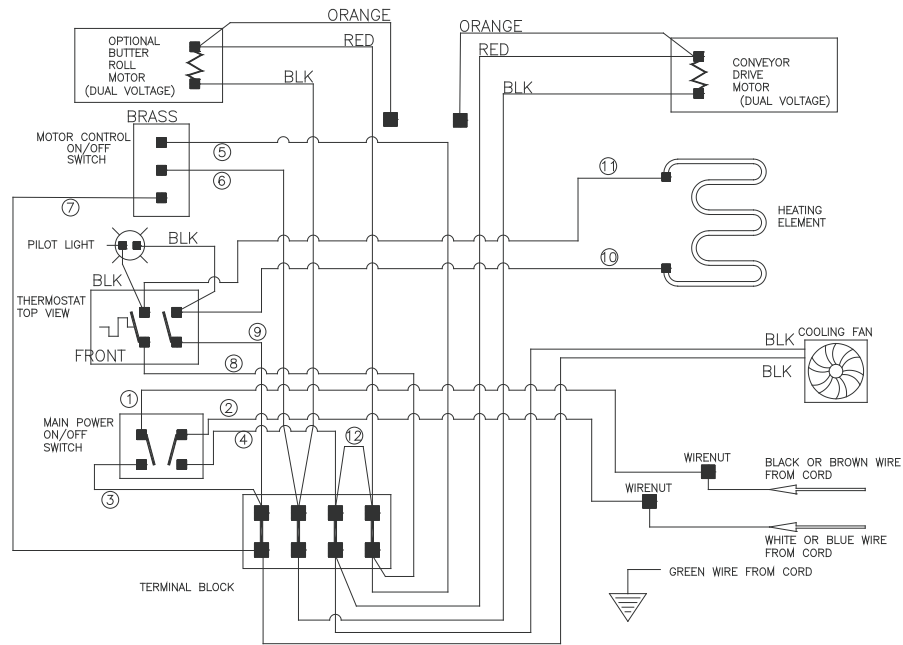 ORANGE
ORANGE
OPTIONAL
BUTTER
ROLL
MOTOR
(DUAL VOLTAGE)
RED
RED
BLK
BLK
CONVEYOR
DRIVE
MOTOR
(DUAL VOLTAGE)
BRASS
MOTOR CONTROL
ON/OFF
SWITCH
5
6
7
11
HEATING
ELEMENT
PILOT LIGHT
BLK
10
BLK
THERMOSTAT
TOP VIEW
FRONT
9
8
COOLING FAN
BLK
BLK
1
2
MAIN POWER
ON/OFF
SWITCH
4
12
3
WIRENUT
BLACK OR BROWN WIRE
FROM CORD
WIRENUT
WHITE OR BLUE WIRE
FROM CORD
TERMINAL BLOCK
GREEN WIRE FROM CORD